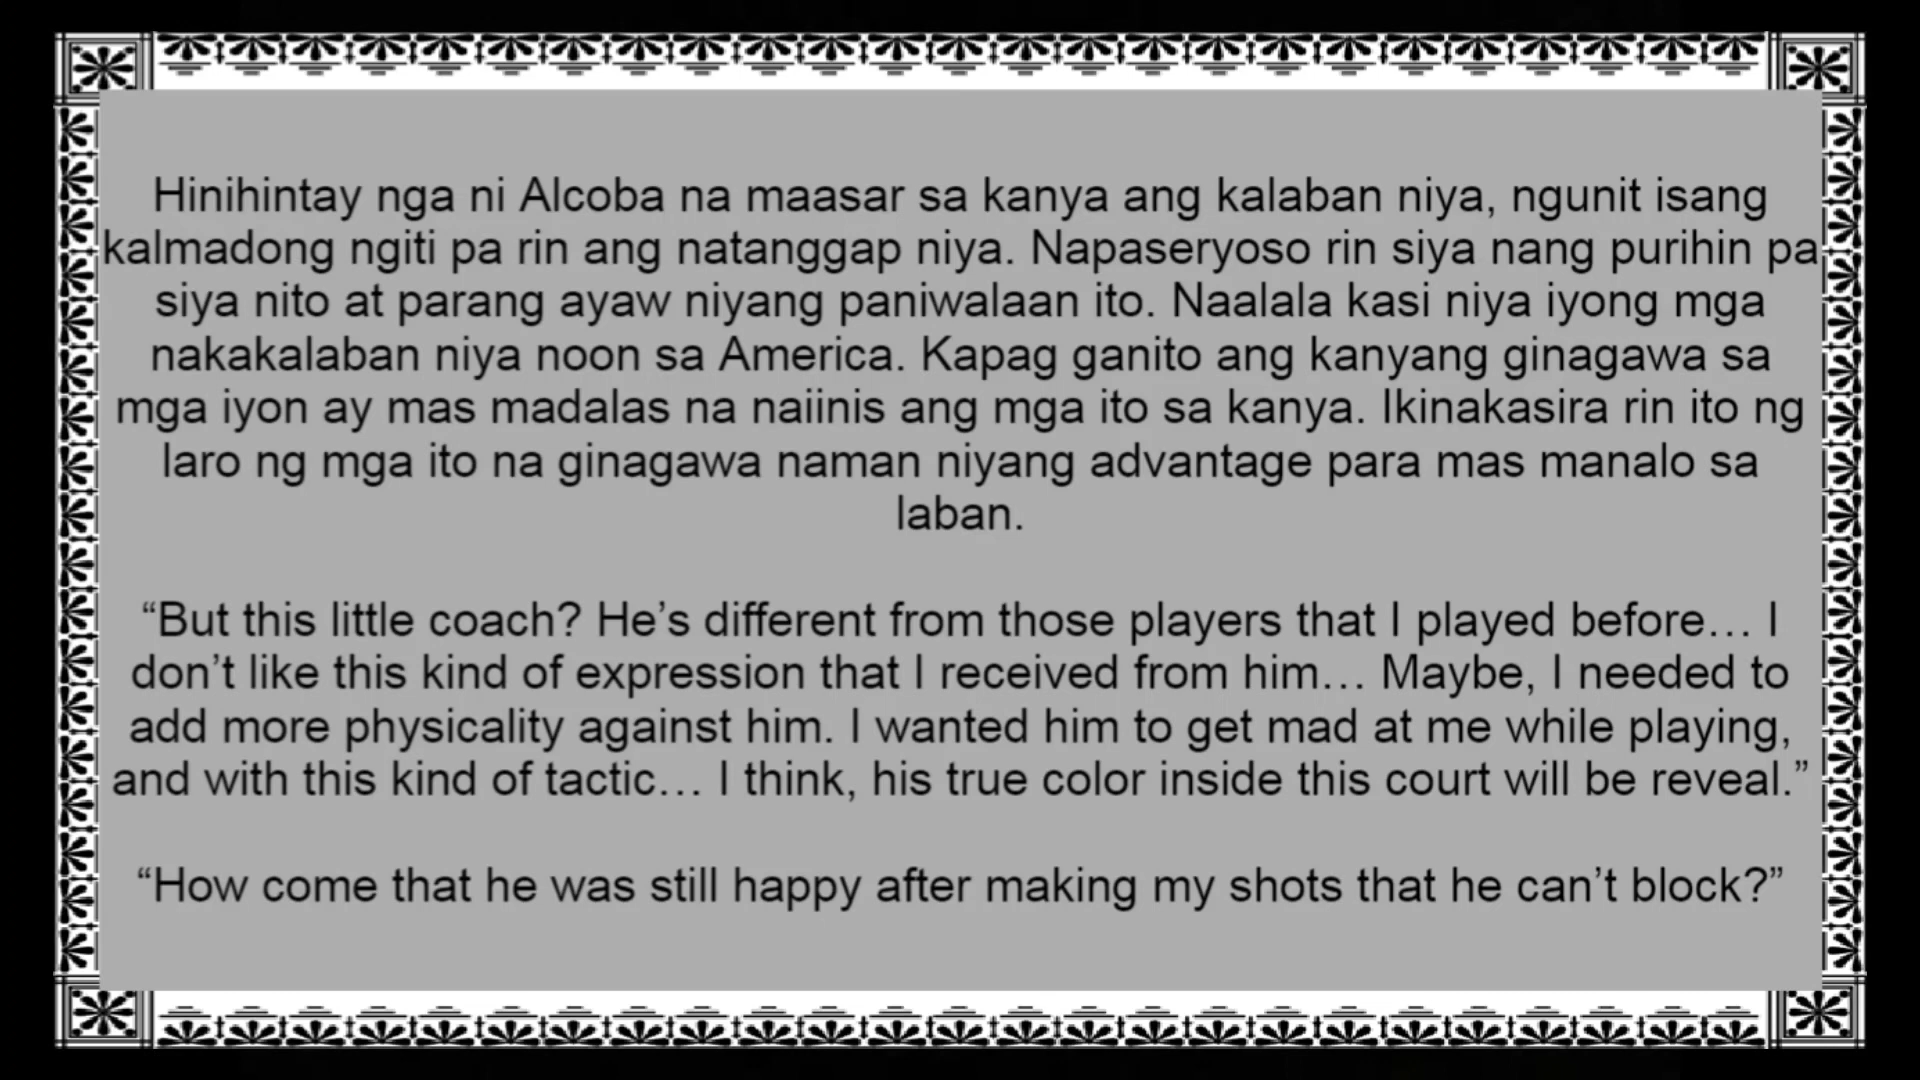 Hinihintay nga ni Alcoba na maasar sa kanya ang kalaban niya, ngunit isang
kalmadong ngiti pa rin ang natanggap niya. Napaseryoso rin siya nang purihin pa
siya nito at parang ayaw niyang paniwalaan ito. Naalala kasi niya iyong mga
nakakalaban niya noon sa America. Kapag ganito ang kanyang ginagawa sa
mga iyon ay mas madalas na naiinis ang mga ito sa kanya. Ikinakasira rin ito ng
laro ng mga ito na ginagawa naman niyang advantage para mas manalo sa
laban.
“But this little coach? He’s different from those players that I played before… I
don’t like this kind of expression that I received from him… Maybe, I needed to
add more physicality against him. I wanted him to get mad at me while playing,
and with this kind of tactic… I think, his true color inside this court will be reveal.”
“How come that he was still happy after making my shots that he can’t block?”